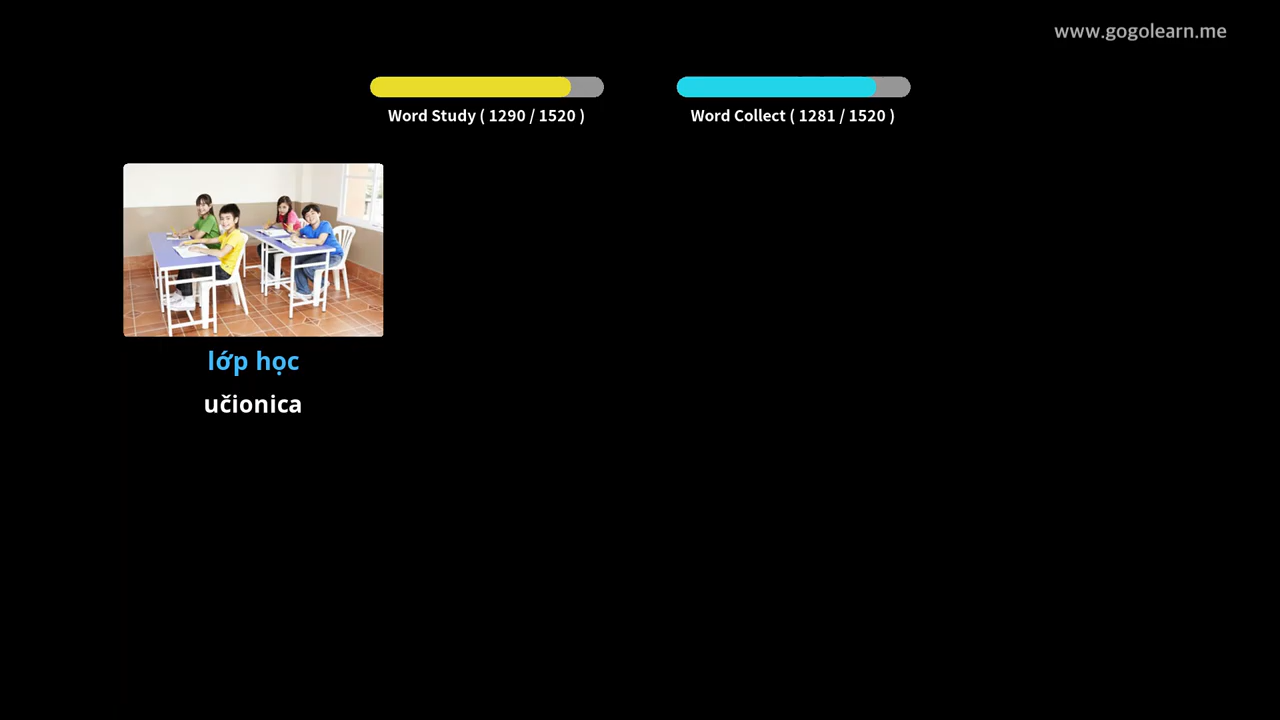 www.gogolearn.me
Word Study ( 1290 / 1520 )
Word Collect ( 1281 / 1520 )
lớp học
učionica